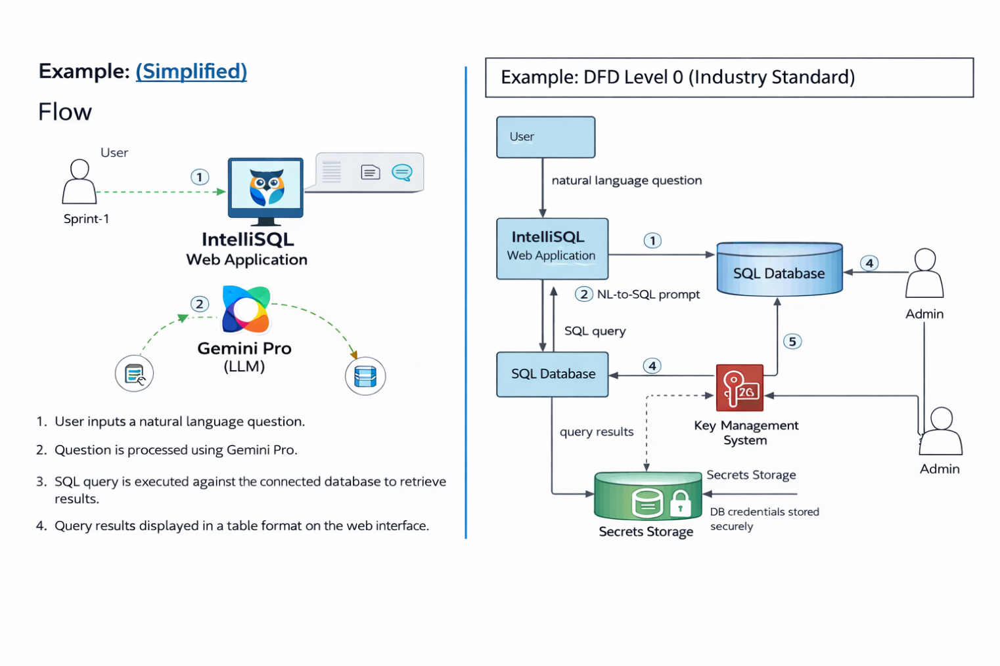 Example: (Simplified)
Flow
User
1
Sprint-1
IntelliSQL
Web Application
2
Gemini Pro
(LLM)
1. User inputs a natural language question.
2. Question is processed using Gemini Pro.
3. SQL query is executed against the connected database to retrieve
results.
4. Query results displayed in a table format on the web interface.
Example: DFD Level 0 (Industry Standard)
User
natural language question
IntelliSQL
Web Application
1
SQL Database
4
Admin
2 NL-to-SQL prompt
SQL query
5
SQL Database
4
26
Key Management
System
query results
Admin
Secrets Storage
DB credentials stored
securely
Secrets Storage